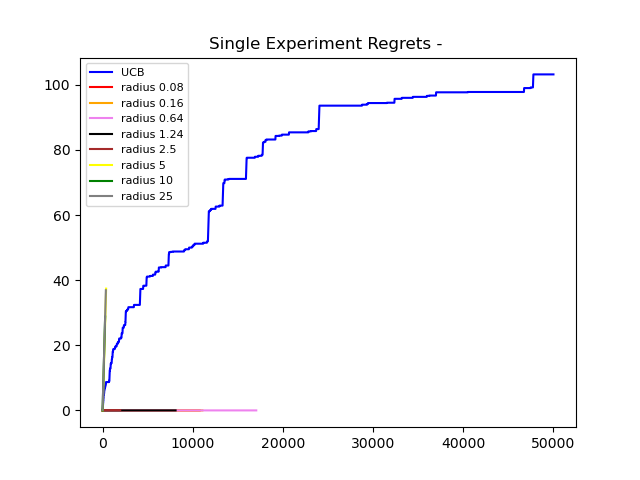 Single Experiment Regrets -
UCB
radius 0.08
radius 0.16
radius 0.64
radius 1.24
radius 2.5
radius 5
radius 10
radius 25
100
80
60
40
20
0
0 10000 20000 30000 40000 50000